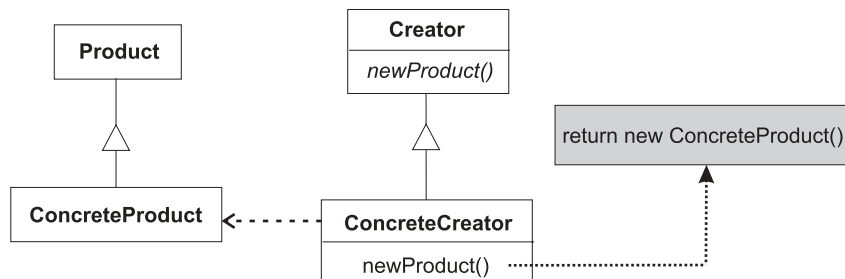 Product
Creator
newProduct()
return new ConcreteProduct()
ConcreteProduct
ConcreteCreator
newProduct()